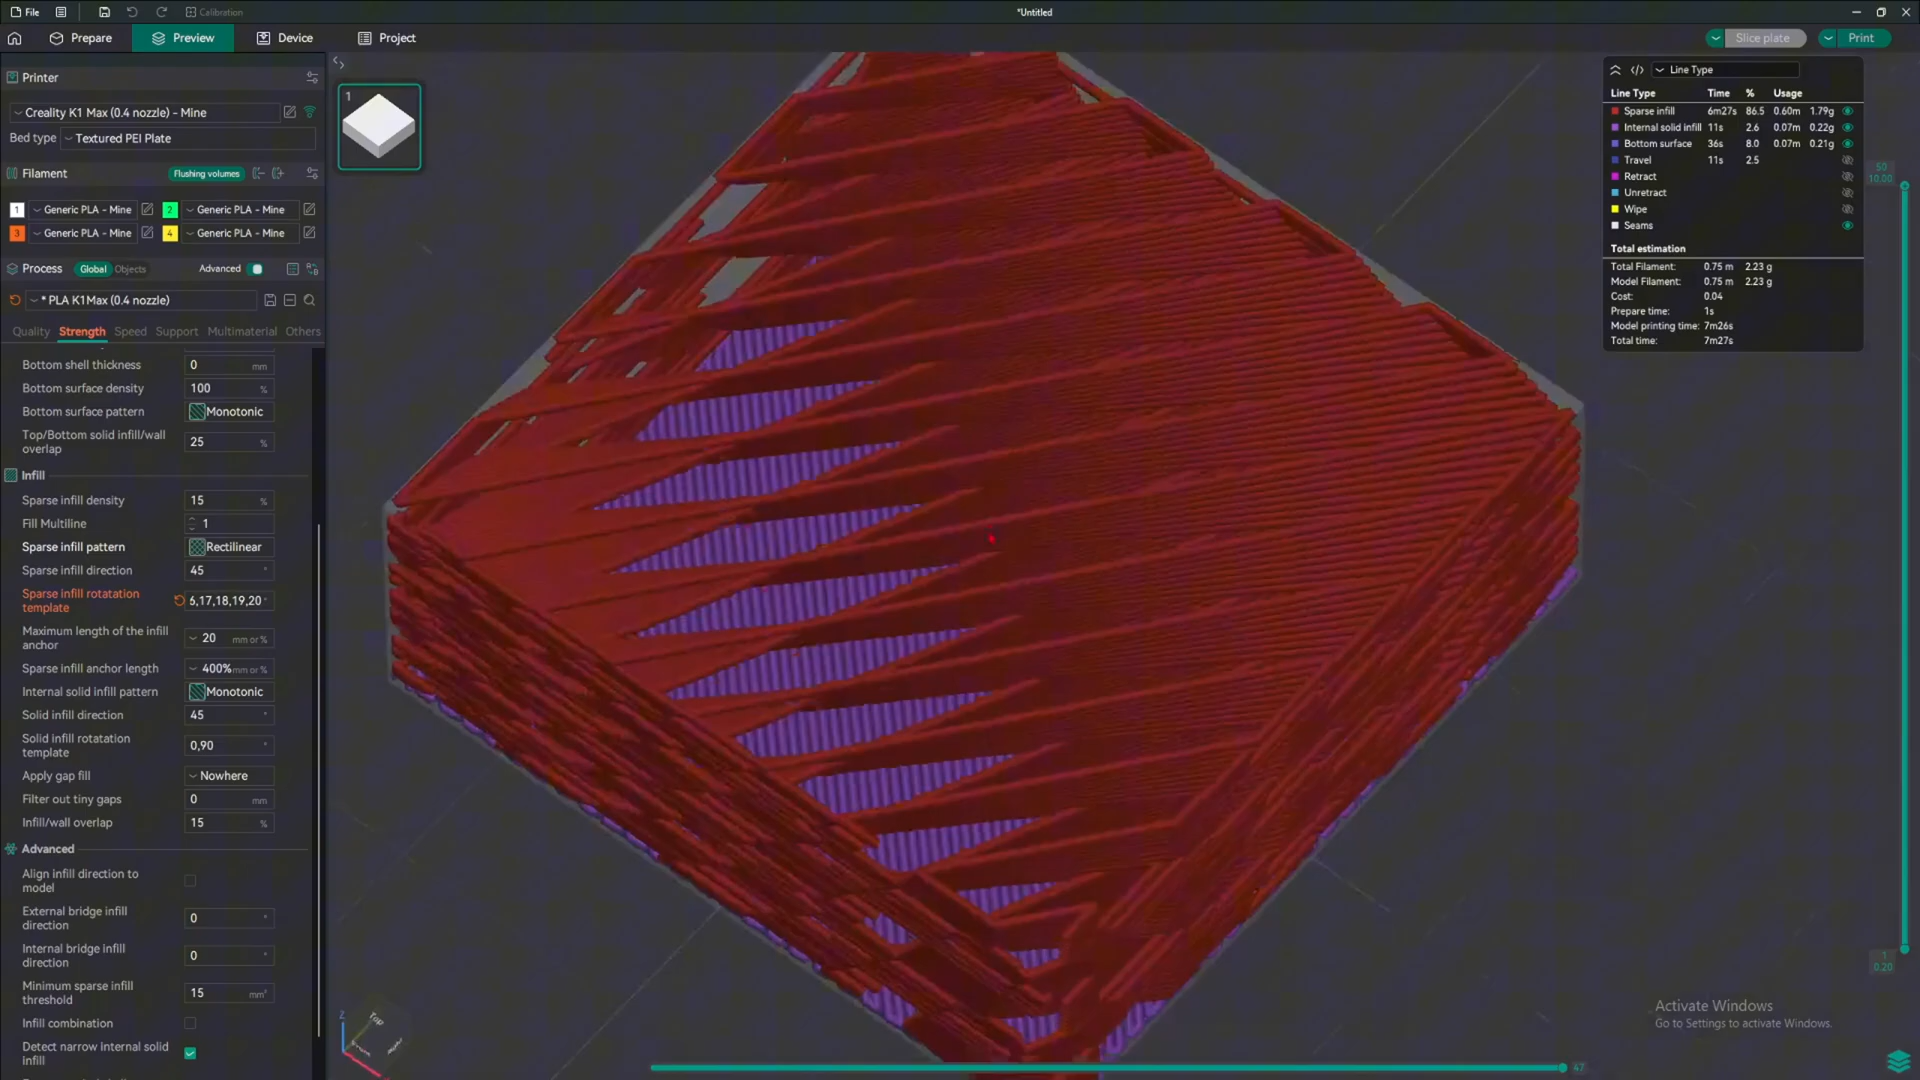 File
Calibration
*Untitled
Prepare
Preview
Device
Project
Slice plate
Print
Printer
Creality K1 Max (0.4 nozzle) - Mine
Bed type
Textured PEI Plate
Filament
Flushing volumes
1 Generic PLA - Mine
2 Generic PLA - Mine
3 Generic PLA - Mine
4 Generic PLA - Mine
Process
Global
Objects
Advanced
* PLA K1Max (0.4 nozzle)
Quality
Strength
Speed
Support
Multimaterial
Others
Bottom shell thickness 0 mm
Bottom surface density 100 %
Bottom surface pattern Monotonic
Top/Bottom solid infill/wall
overlap
25 %
Infill
Sparse infill density 15 %
Fill Multiline 1
Sparse infill pattern Rectilinear
Sparse infill direction 45 °
Sparse infill rotatation
template
6,17,18,19,20 °
Maximum length of the infill
anchor
20 mm or %
Sparse infill anchor length 400% mm or %
Internal solid infill pattern Monotonic
Solid infill direction 45 °
Solid infill rotatation
template
0,90 °
Apply gap fill Nowhere
Filter out tiny gaps 0 mm
Infill/wall overlap 15 %
Advanced
Align infill direction to
model
External bridge infill
direction
0 °
Internal bridge infill
direction
0 °
Minimum sparse infill
threshold
15 mm²
Infill combination
Detect narrow internal solid
infill
1
Line Type
Line Type Time % Usage
Sparse infill 6m27s 86.5 0.60m 1.79g
Internal solid infill 11s 2.6 0.07m 0.22g
Bottom surface 36s 8.0 0.07m 0.21g
Travel 11s 2.5
Retract
Unretract
Wipe
Seams
Total estimation
Total Filament: 0.75 m 2.23 g
Model Filament: 0.75 m 2.23 g
Cost: 0.04
Prepare time: 1s
Model printing time: 7m26s
Total time: 7m27s
50
10.00
1
0.20
47
Z
Top
Activate Windows
Go to Settings to activate Windows.